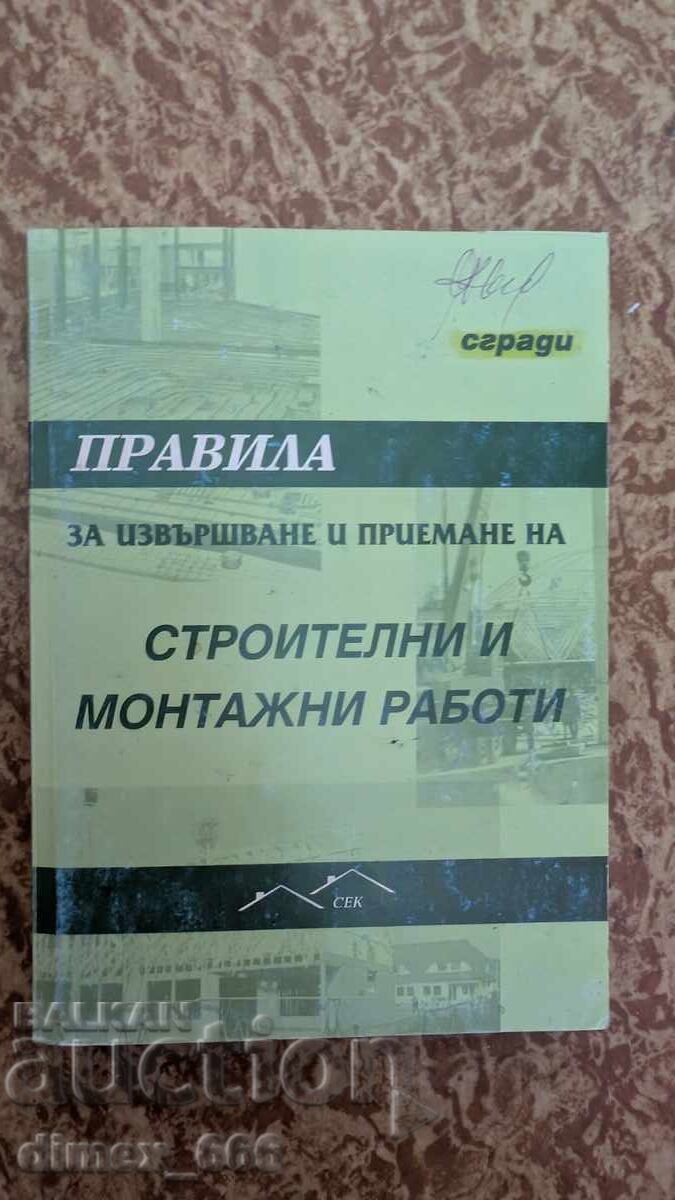 сгради
ПРАВИЛА
ЗА ИЗВЪРШВАНЕ И ПРИЕМАНЕ НА
СТРОИТЕЛНИ И
МОНТАЖНИ РАБОТИ
СЕК
BALKAN
auction
dimex_666